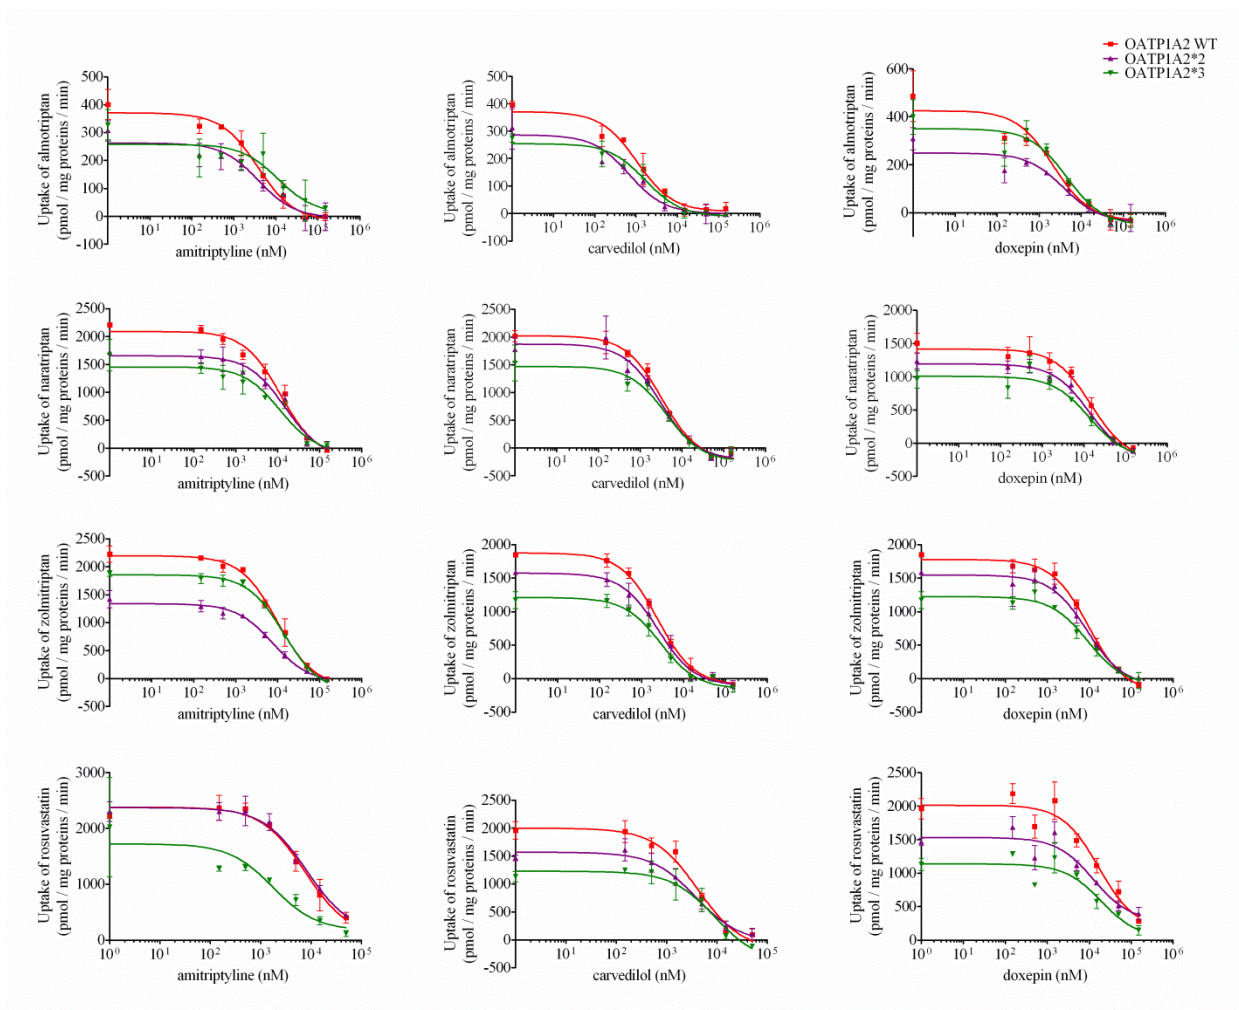 OATP1A2 WT
OATP1A2*2
OATP1A2*3
Uptake of almotriptan
(pmol / mg proteins / min)
500
400
300
200
100
0
-100
10¹ 10² 10³ 10⁴ 10⁵ 10⁶
amitriptyline (nM)
Uptake of almotriptan
(pmol / mg proteins / min)
500
400
300
200
100
0
-100
10¹ 10² 10³ 10⁴ 10⁵ 10⁶
carvedilol (nM)
Uptake of almotriptan
(pmol / mg proteins / min)
600
400
200
0
10¹ 10² 10³ 10⁴ 10⁵ 10⁶
doxepin (nM)
Uptake of naratriptan
(pmol / mg proteins / min)
2500
2000
1500
1000
500
0
-500
10¹ 10² 10³ 10⁴ 10⁵ 10⁶
amitriptyline (nM)
Uptake of naratriptan
(pmol / mg proteins / min)
2500
2000
1500
1000
500
0
-500
10¹ 10² 10³ 10⁴ 10⁵ 10⁶
carvedilol (nM)
Uptake of naratriptan
(pmol / mg proteins / min)
2000
1500
1000
500
0
-500
10¹ 10² 10³ 10⁴ 10⁵ 10⁶
doxepin (nM)
Uptake of zolmitriptan
(pmol / mg proteins / min)
2500
2000
1500
1000
500
0
-500
10¹ 10² 10³ 10⁴ 10⁵ 10⁶
amitriptyline (nM)
Uptake of zolmitriptan
(pmol / mg proteins / min)
2000
1500
1000
500
0
-500
10¹ 10² 10³ 10⁴ 10⁵ 10⁶
carvedilol (nM)
Uptake of zolmitriptan
(pmol / mg proteins / min)
2000
1500
1000
500
0
-500
10¹ 10² 10³ 10⁴ 10⁵ 10⁶
doxepin (nM)
Uptake of rosuvastatin
(pmol / mg proteins / min)
3000
2000
1000
0
10⁰ 10¹ 10² 10³ 10⁴ 10⁵
amitriptyline (nM)
Uptake of rosuvastatin
(pmol / mg proteins / min)
2500
2000
1500
1000
500
0
-500
10¹ 10² 10³ 10⁴ 10⁵
carvedilol (nM)
Uptake of rosuvastatin
(pmol / mg proteins / min)
2500
2000
1500
1000
500
0
10⁰ 10¹ 10² 10³ 10⁴ 10⁵ 10⁶
doxepin (nM)